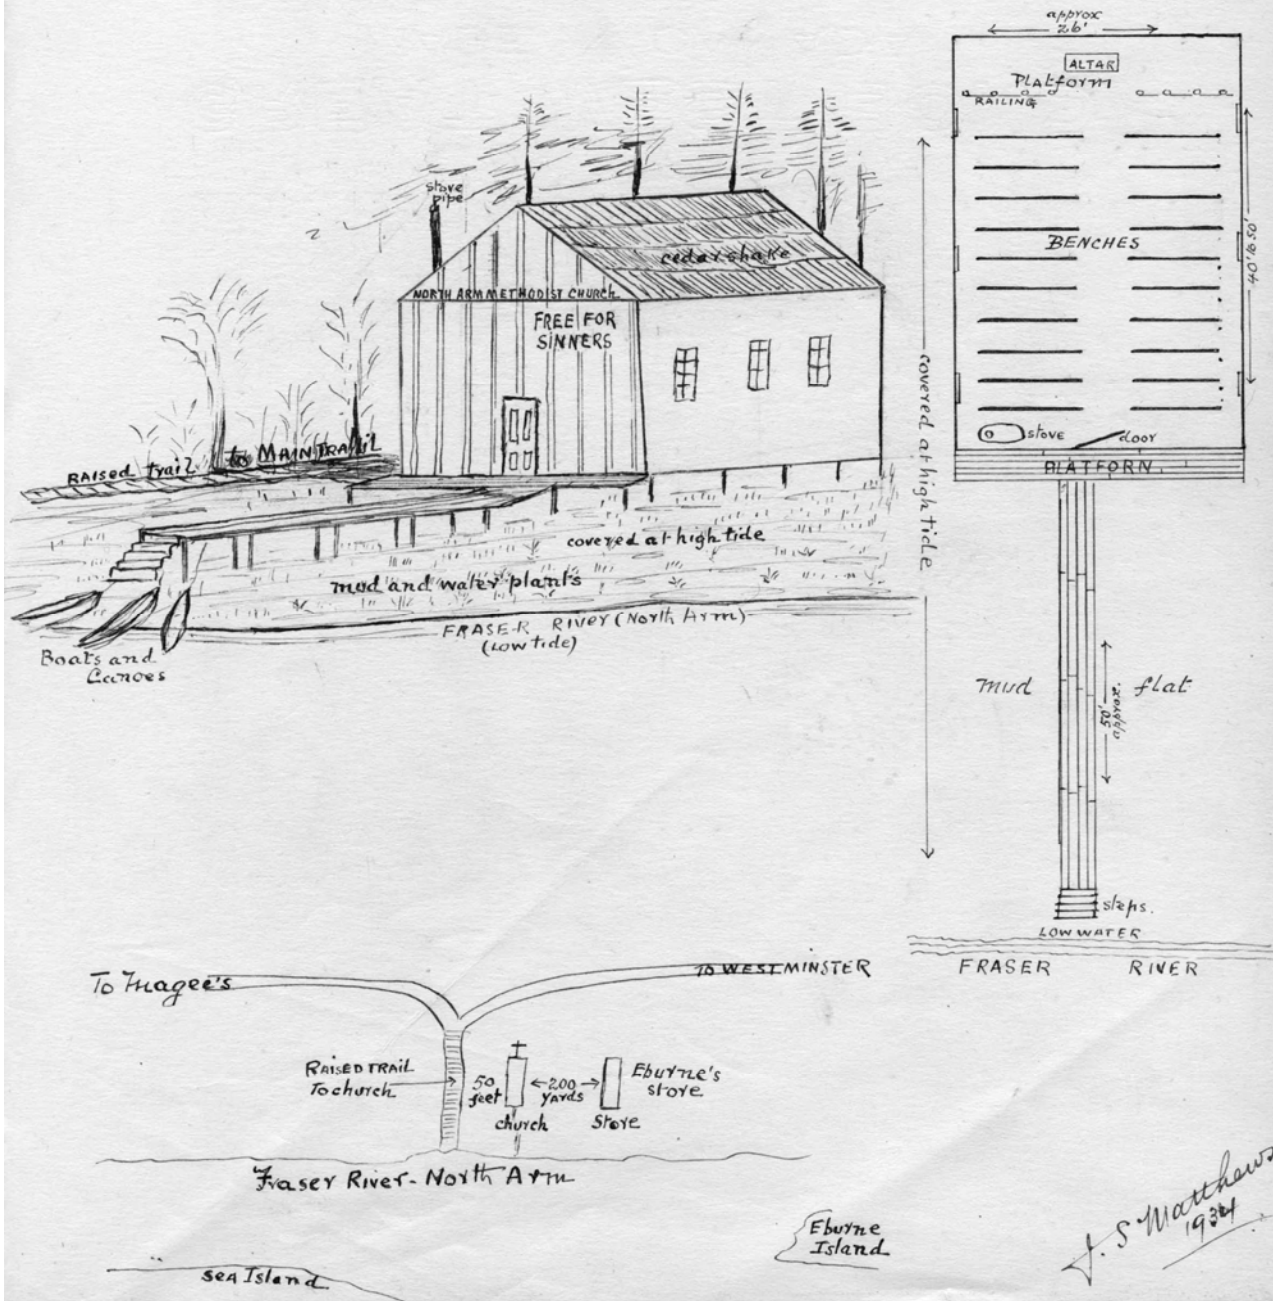 approx
26'
ALTAR
Platform
RAILING
BENCHES
40' to 50'
stove
door
PLATFORN
covered at high tide
mud flat
50'
approx.
steps.
LOW WATER
FRASER RIVER
stove
pipe
cedar shake
NORTH ARM METHODIST CHURCH
FREE FOR
SINNERS
RAISED trail to MAIN TRAIL
covered at high tide
mud and water plants
FRASER RIVER (North Arm)
(LOW tide)
Boats and
Canoes
To Magee's
TO WESTMINSTER
RAISED TRAIL
To church
50
feet
200
YARDS
Eburne's
store
church
Store
Fraser River - North Arm
Eburne
Island
SEA Island
J. S Matthews
1934